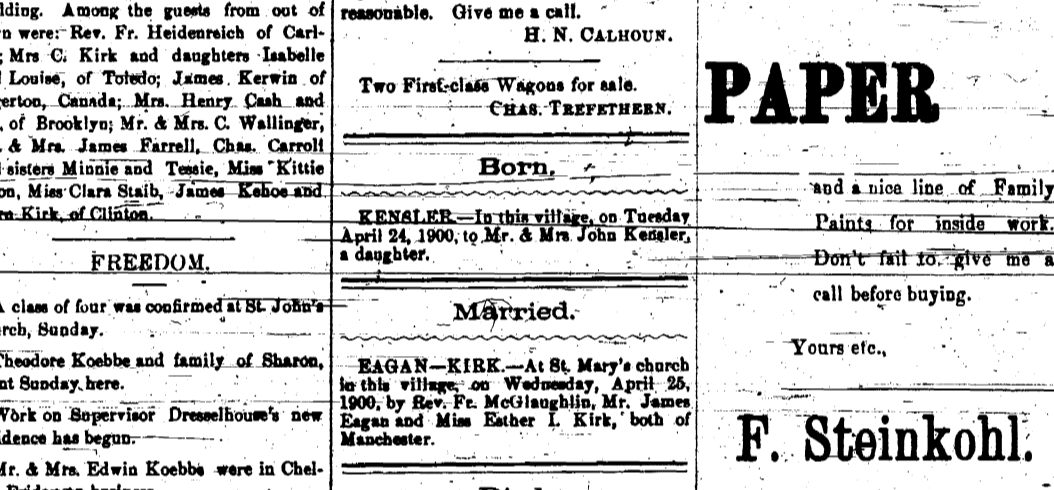 lding. Among the guests from out of
n were: Rev. Fr. Heidenreich of Carl-
; Mrs C. Kirk and daughters Isabelle
Louise, of Toledo; James Kerwin of
gerton, Canada; Mrs. Henry Cash and
. of Brooklyn; Mr. & Mrs. C. Wallinger,
. & Mrs. James Farrell, Chas. Carroll
sisters Minnie and Tessie, Miss Kittie
on, Miss Clara Staib, James Kehoe and
Kirk, of Clinton.
FREEDOM.
A class of four was confirmed at St. John's
rch, Sunday.
Theodore Koebbe and family of Sharon,
nt Sunday here.
Work on Supervisor Dresselhouse's new
idence has begun.
Mr. & Mrs. Edwin Koebbe were in Chel-
reasonable. Give me a call.
H. N. CALHOUN.
Two First-class Wagons for sale.
CHAS. TREFETHERN.
Born.
KENSLER.—In this village, on Tuesday
April 24, 1900, to Mr. & Mrs. John Kensler,
a daughter.
Married.
EAGAN—KIRK.—At St. Mary's church
in this village, on Wednesday, April 25,
1900, by Rev. Fr. McGlaughlin, Mr. James
Eagan and Miss Esther I. Kirk, both of
Manchester.
PAPER
and a nice line of Family
Paints for inside work.
Don't fail to give me a
call before buying.
Yours etc.,
F. Steinkohl.